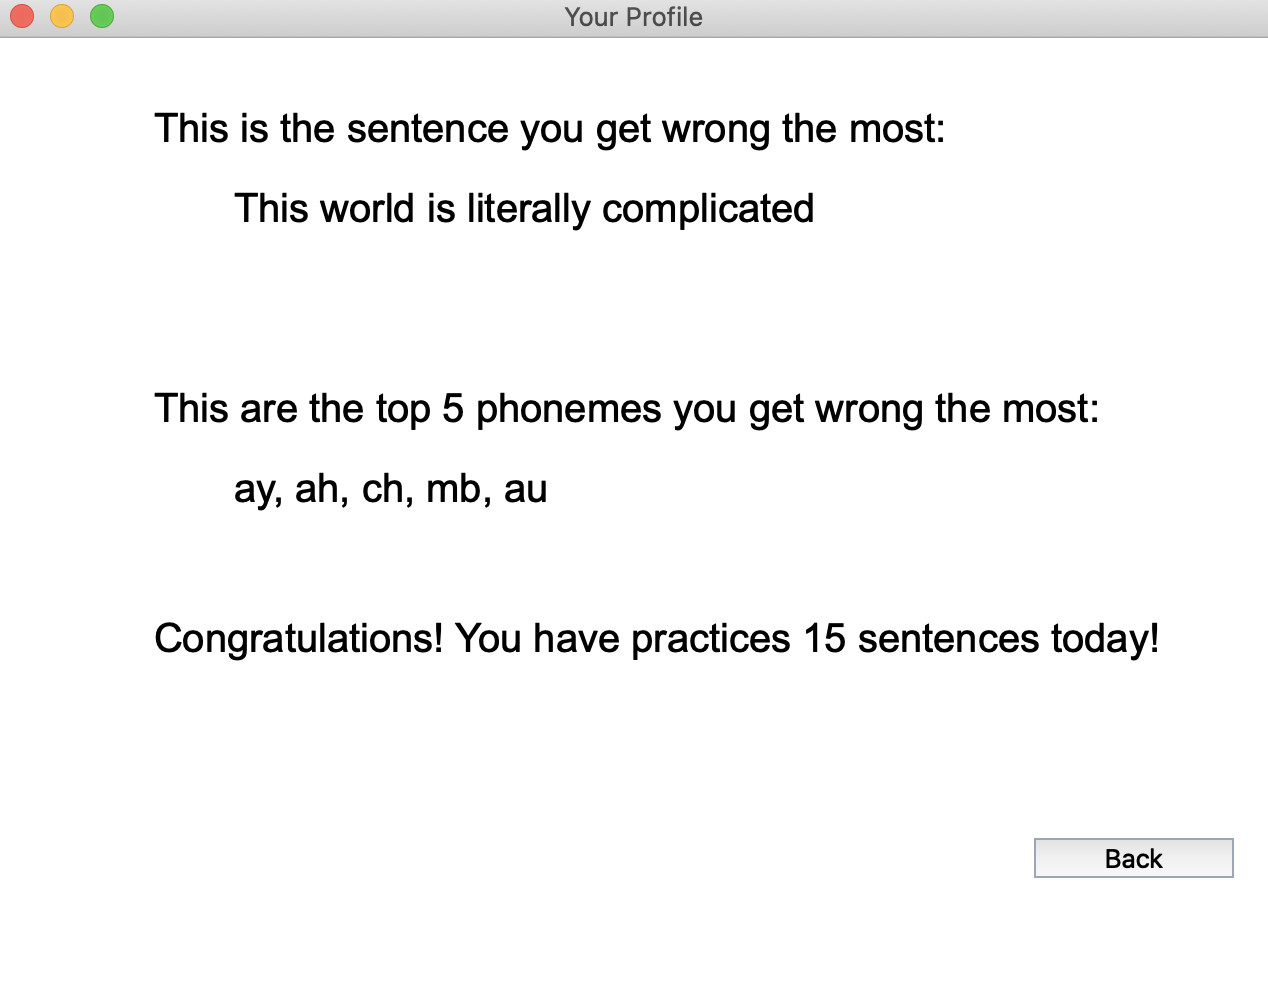 Your Profile
This is the sentence you get wrong the most:
This world is literally complicated
This are the top 5 phonemes you get wrong the most:
ay, ah, ch, mb, au
Congratulations! You have practices 15 sentences today!
Back